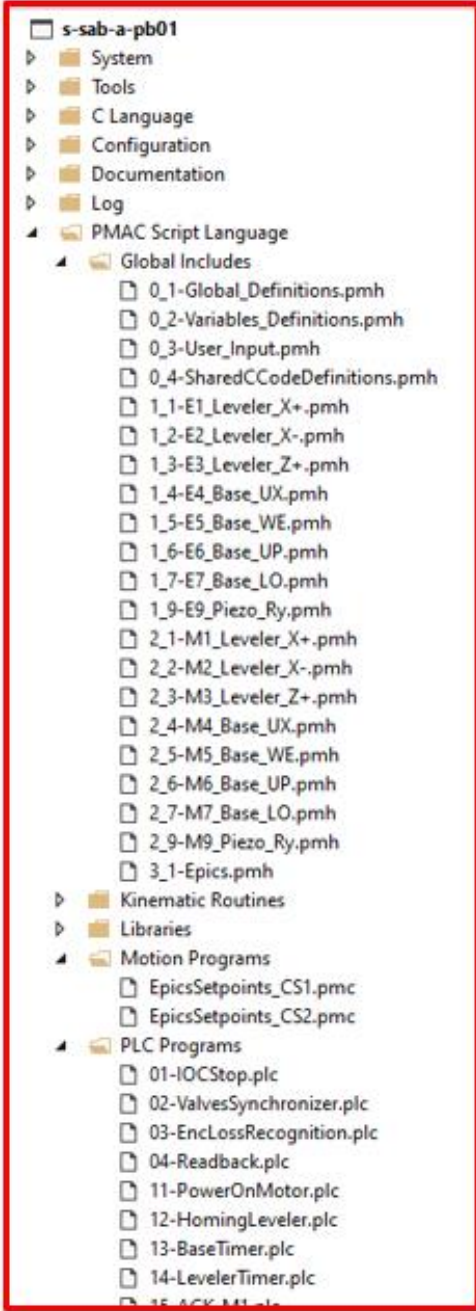 s-sab-a-pb01
System
Tools
C Language
Configuration
Documentation
Log
PMAC Script Language
Global Includes
0_1-Global_Definitions.pmh
0_2-Variables_Definitions.pmh
0_3-User_Input.pmh
0_4-SharedCCodeDefinitions.pmh
1_1-E1_Leveler_X+.pmh
1_2-E2_Leveler_X-.pmh
1_3-E3_Leveler_Z+.pmh
1_4-E4_Base_UX.pmh
1_5-E5_Base_WE.pmh
1_6-E6_Base_UP.pmh
1_7-E7_Base_LO.pmh
1_9-E9_Piezo_Ry.pmh
2_1-M1_Leveler_X+.pmh
2_2-M2_Leveler_X-.pmh
2_3-M3_Leveler_Z+.pmh
2_4-M4_Base_UX.pmh
2_5-M5_Base_WE.pmh
2_6-M6_Base_UP.pmh
2_7-M7_Base_LO.pmh
2_9-M9_Piezo_Ry.pmh
3_1-Epics.pmh
Kinematic Routines
Libraries
Motion Programs
EpicsSetpoints_CS1.pmc
EpicsSetpoints_CS2.pmc
PLC Programs
01-IOCStop.plc
02-ValvesSynchronizer.plc
03-EncLossRecognition.plc
04-Readback.plc
11-PowerOnMotor.plc
12-HomingLeveler.plc
13-BaseTimer.plc
14-LevelerTimer.plc